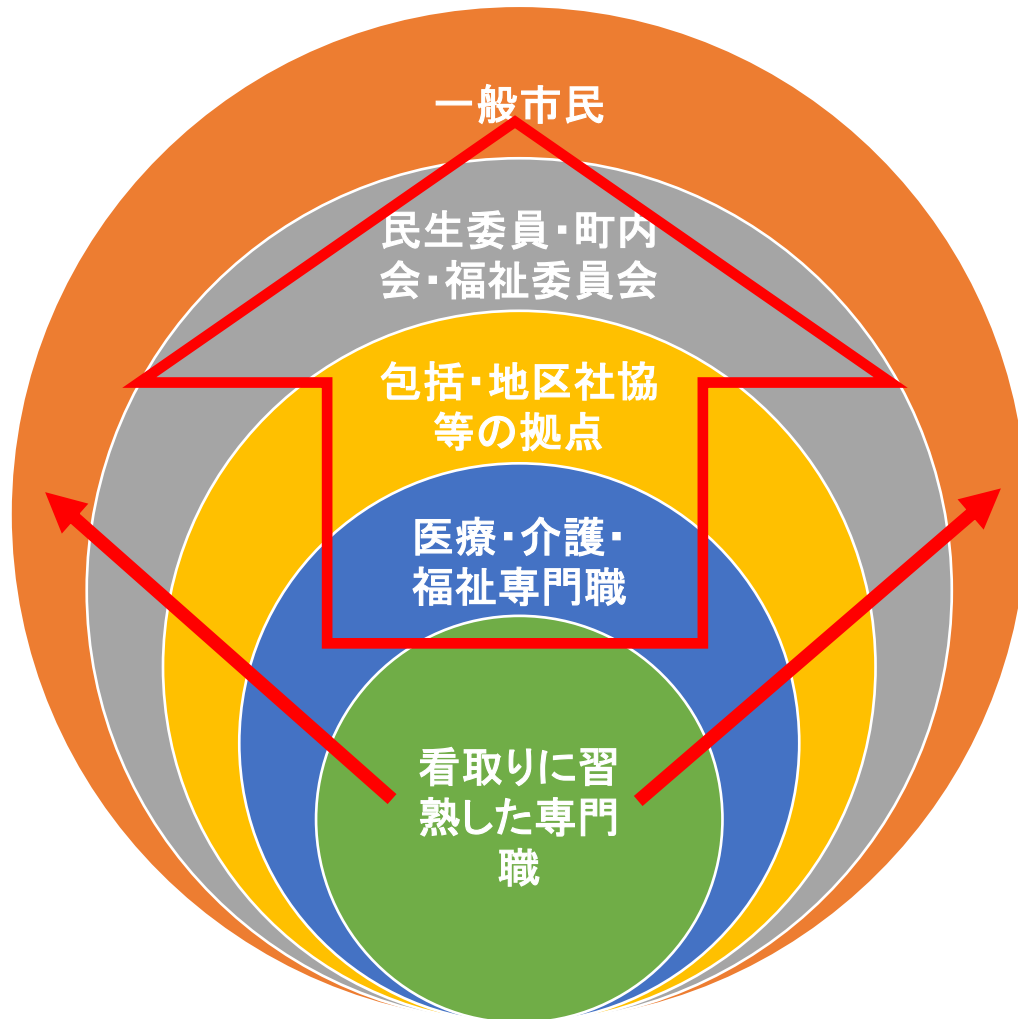 一般市民
民生委員・町内
会・福祉委員会
包括・地区社協
等の拠点
医療・介護・
福祉専門職
看取りに習
熟した専門
職